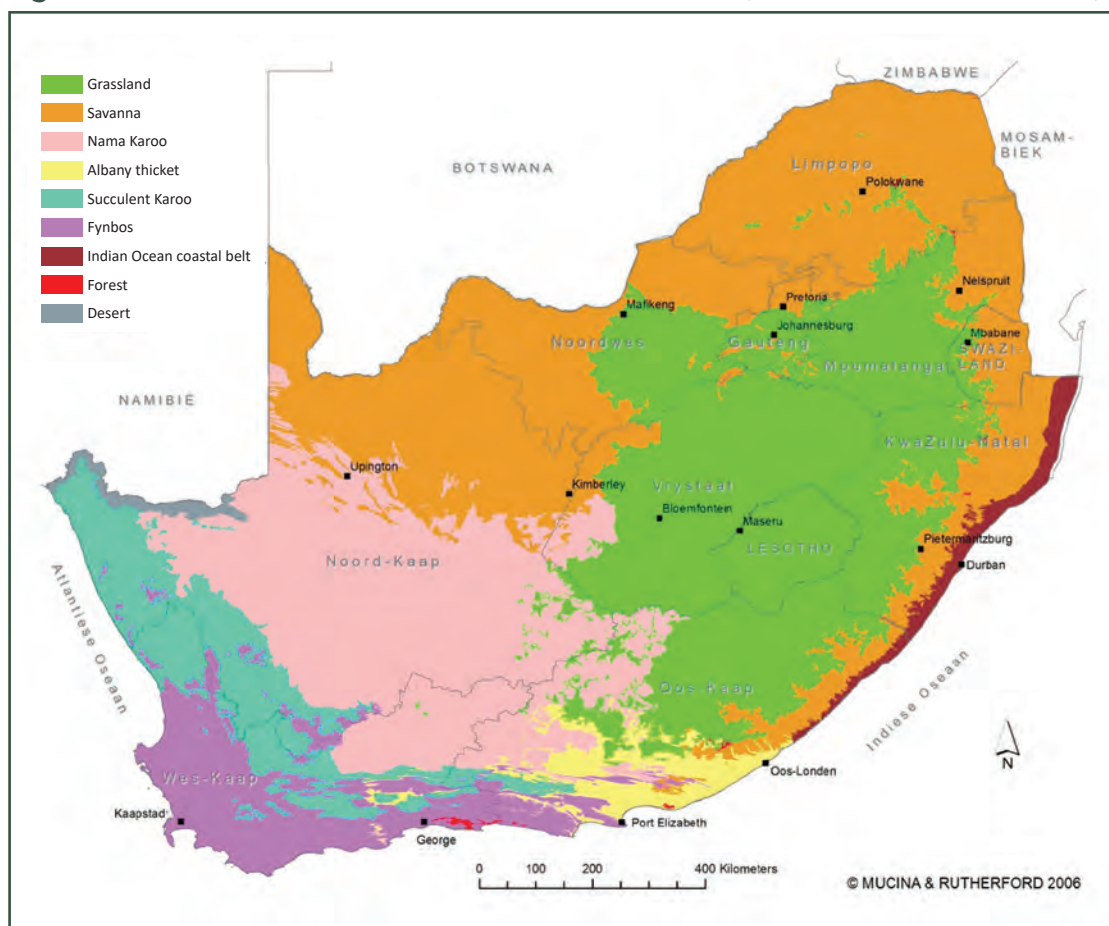 Grassland
Savanna
Nama Karoo
Albany thicket
Succulent Karoo
Fynbos
Indian Ocean coastal belt
Forest
Desert
ZIMBABWE
MOSAM-
BIEK
BOTSWANA
Limpopo
Polokwane
Nelspruit
Mafikeng
Pretoria
Johannesburg
Mbabane
Noordwes
Gauteng
SWAZI-
LAND
Mpumalanga
NAMIBIË
KwaZulu-Natal
Upington
Kimberley
Vrystaat
Bloemfontein
Maseru
LESOTHO
Pietermaritzburg
Durban
Noord-Kaap
Atlantiese Oseaan
Oos-Kaap
Indiese Oseaan
N
Wes-Kaap
Oos-Londen
Kaapstad
George
Port Elizabeth
0 100 200 400 Kilometers
© MUCINA & RUTHERFORD 2006